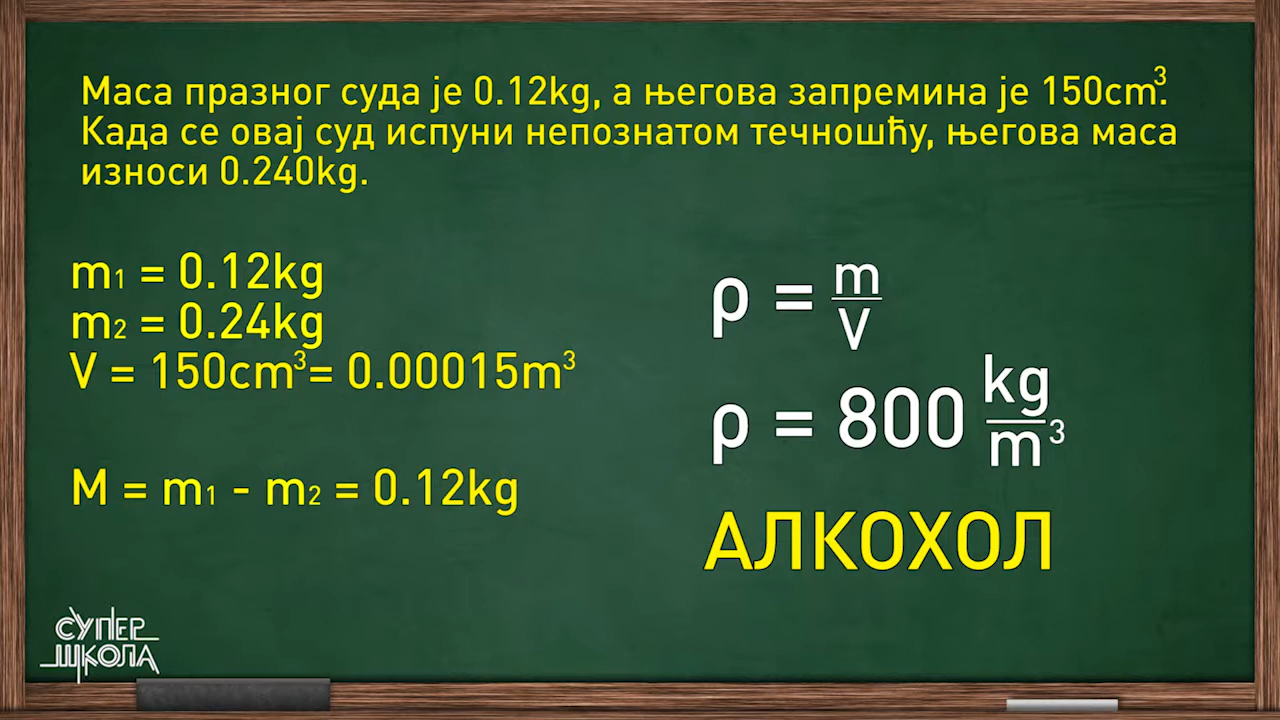 Маса празног суда је 0.12kg, а његова запремина је 150cm³.
Када се овај суд испуни непознатом течношћу, његова маса
износи 0.240kg.
m₁ = 0.12kg
m₂ = 0.24kg
V = 150cm³= 0.00015m³
M = m₁ - m₂ = 0.12kg
ρ = m/V
ρ = 800 kg/m³
АЛКОХОЛ
СУПЕР
ШКОЛА